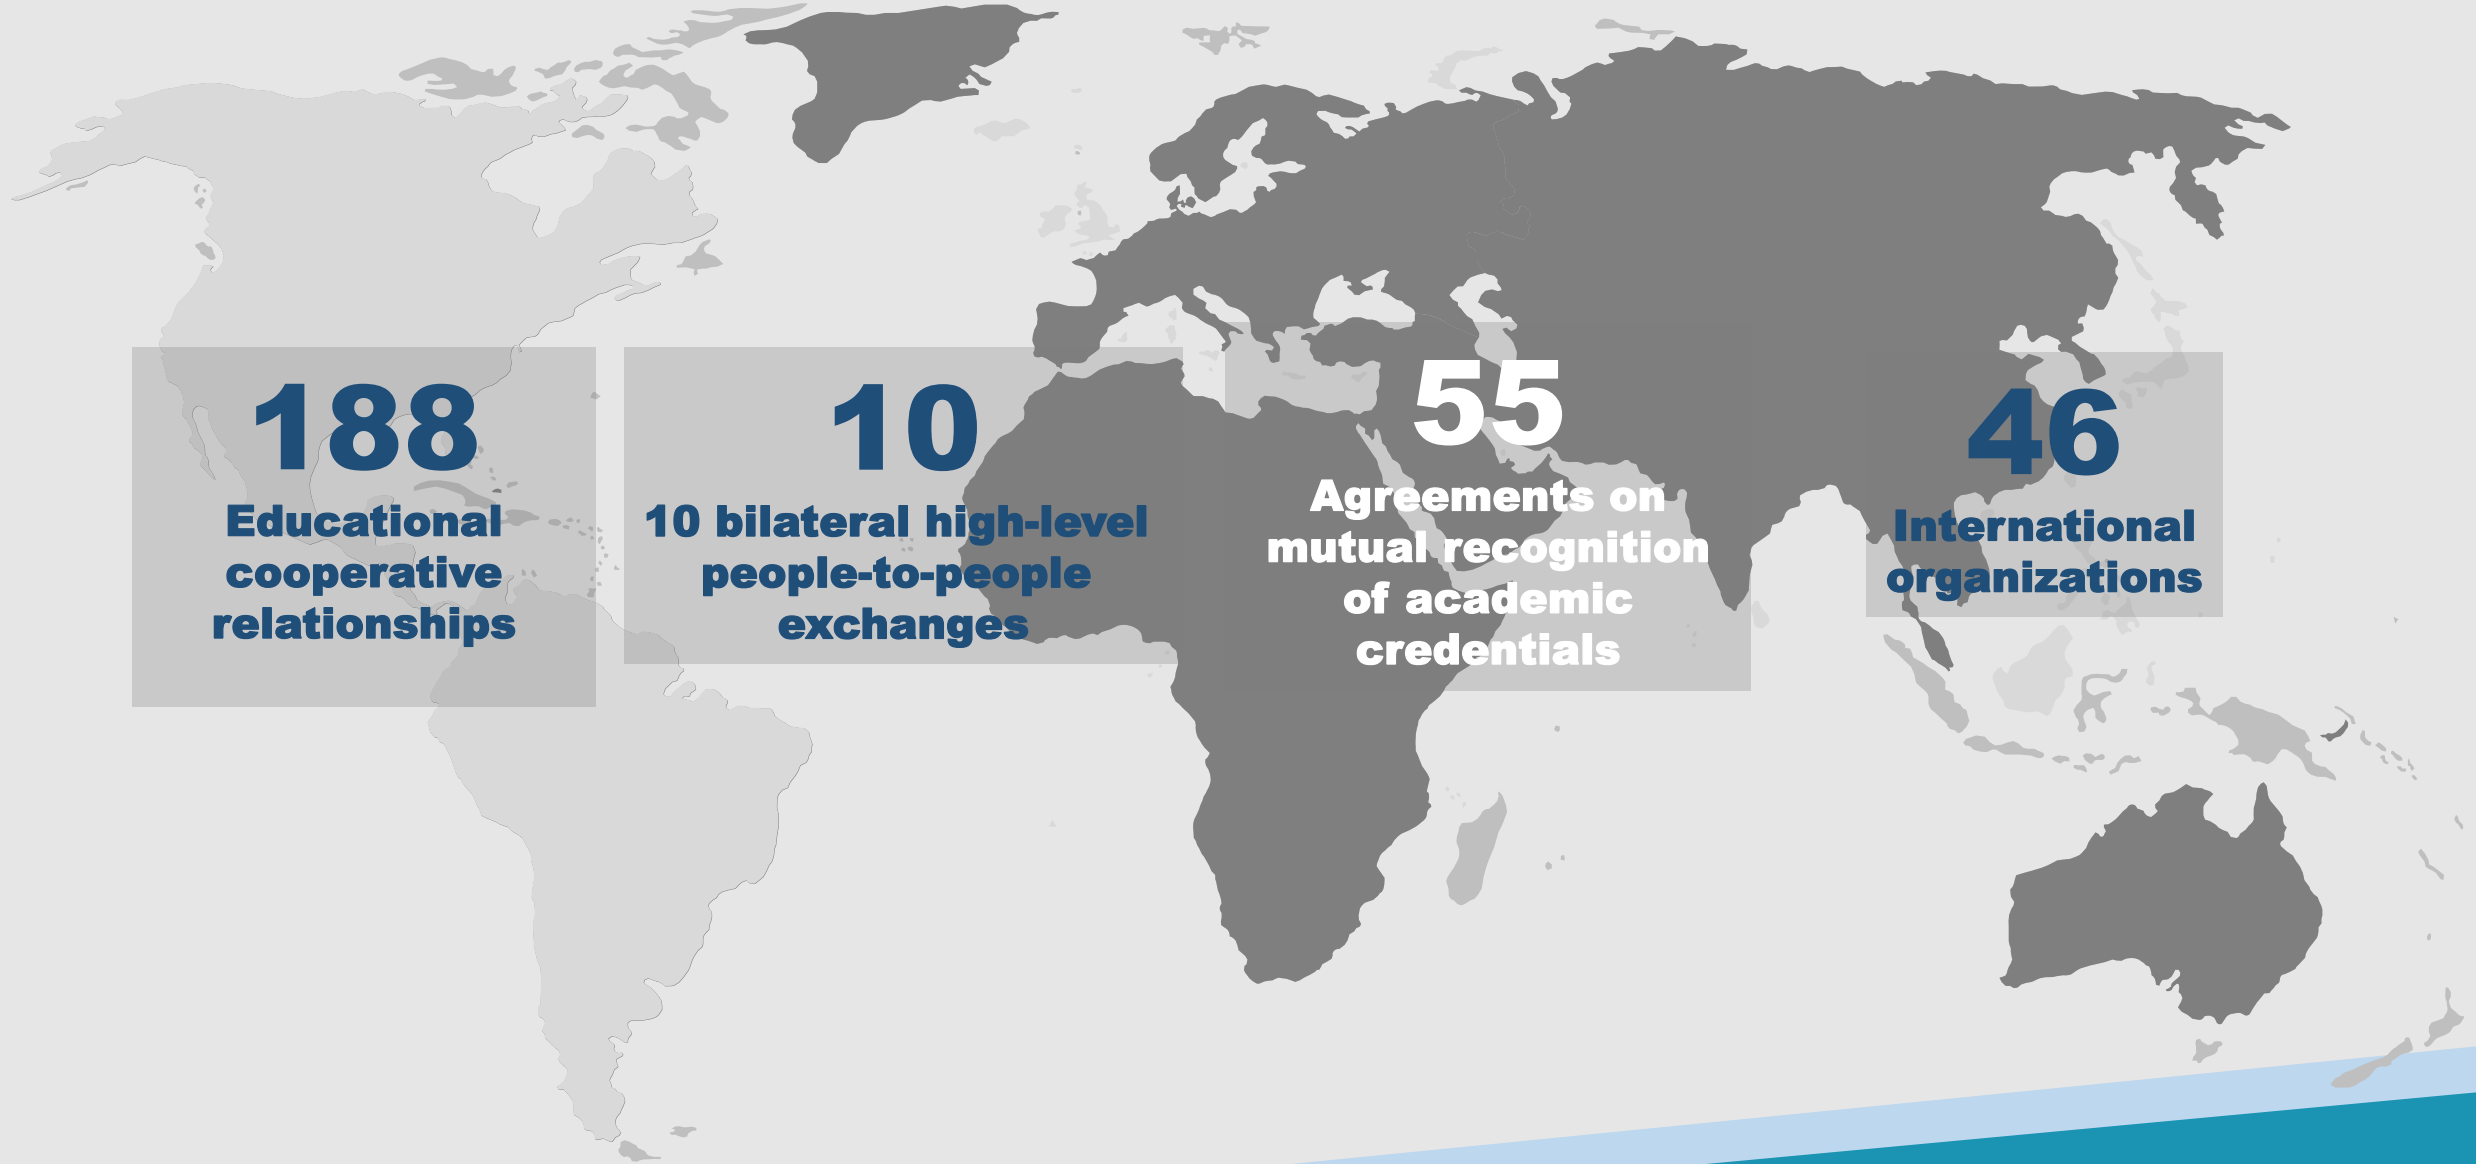 188
Educational
cooperative
relationships
10
10 bilateral high-level
people-to-people
exchanges
55
Agreements on
mutual recognition
of academic
credentials
46
International
organizations